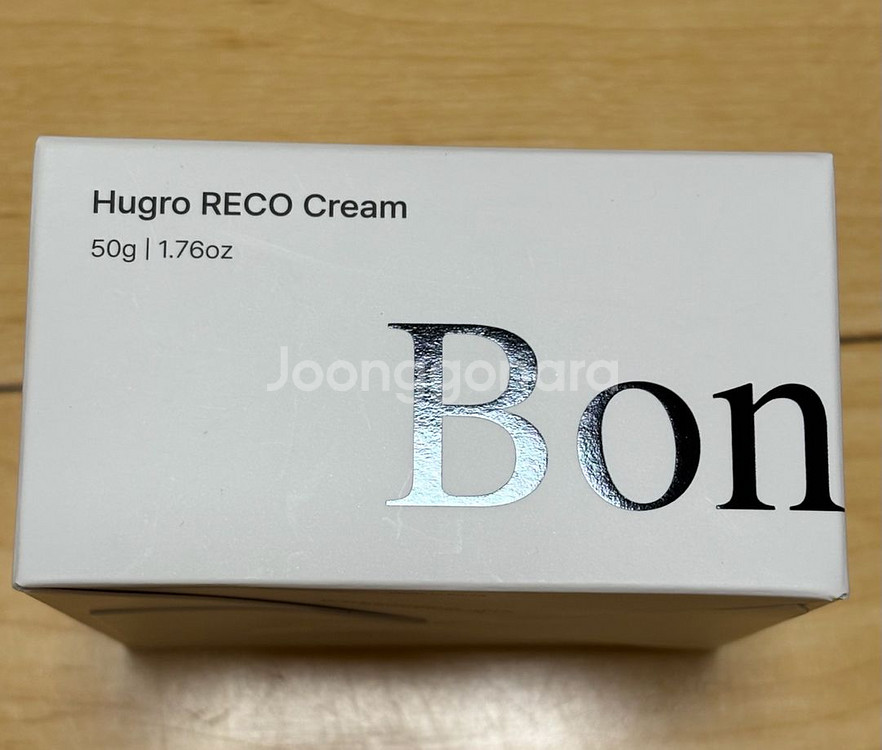 Hugro RECO Cream
50g | 1.76oz
Joonggonara
Bon